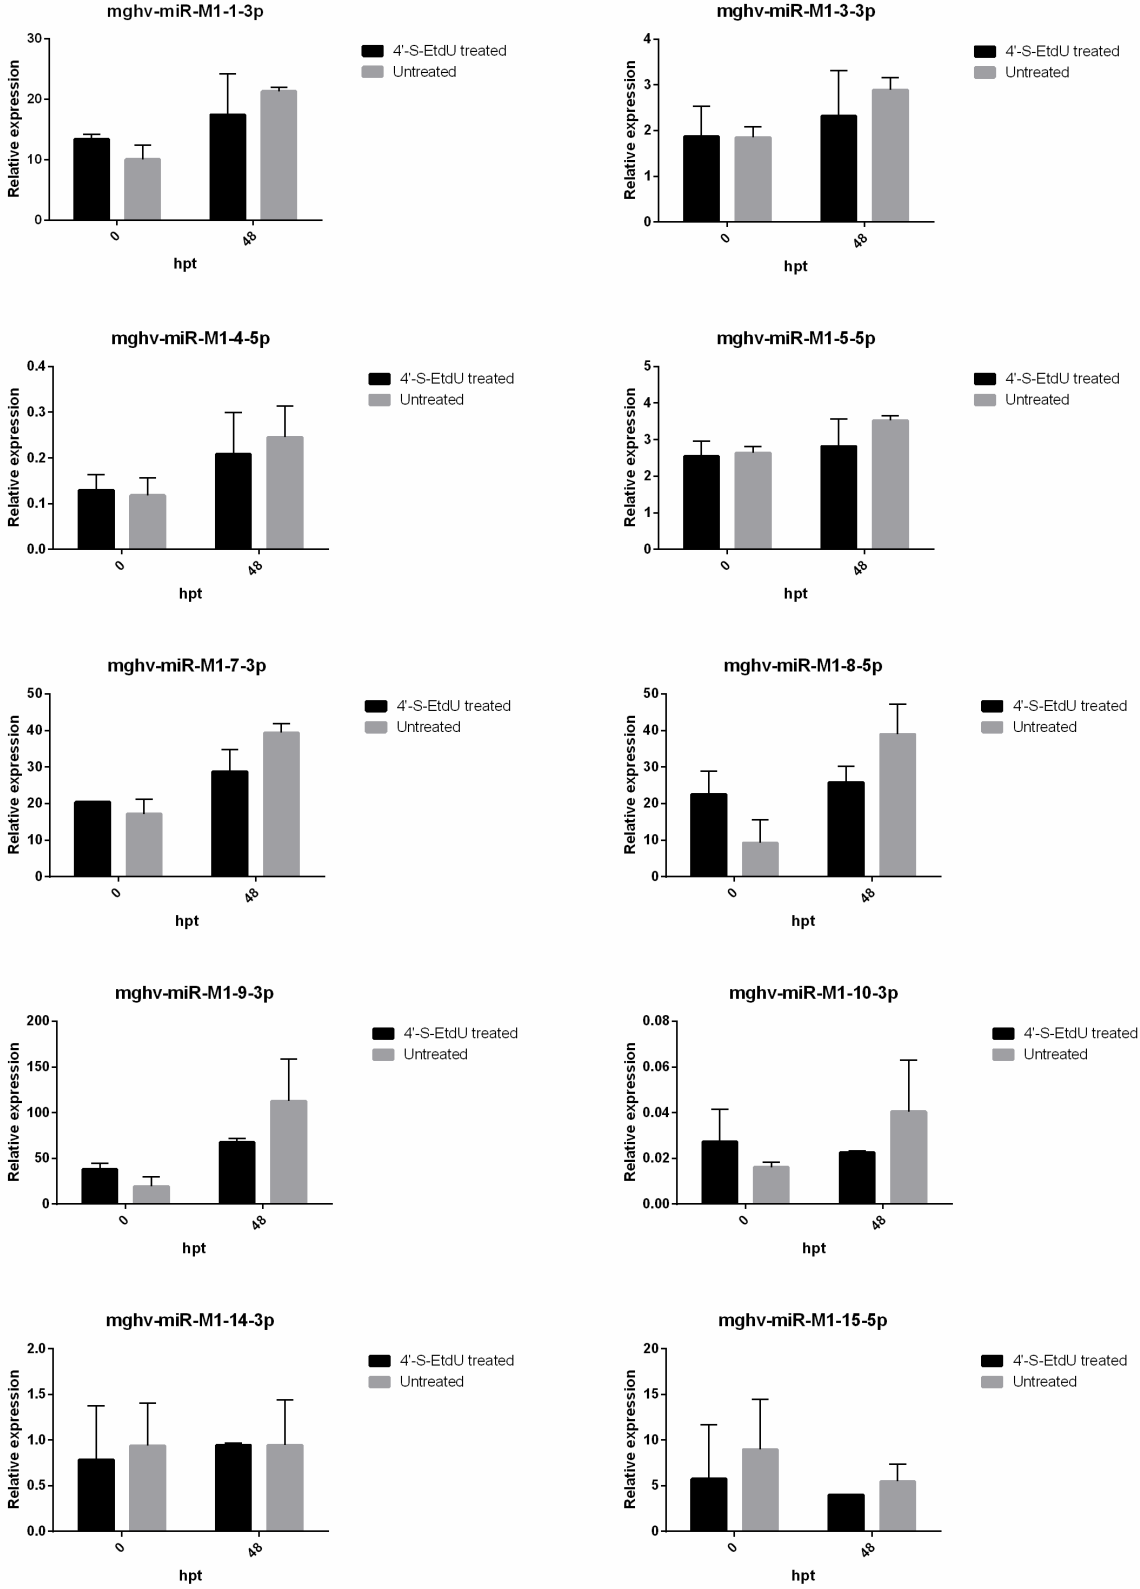 mghv-miR-M1-1-3p
30
20
10
0
Relative expression
0
48
hpt
4'-S-EtdU treated
Untreated
mghv-miR-M1-3-3p
4
3
2
1
0
Relative expression
0
48
hpt
4'-S-EtdU treated
Untreated
mghv-miR-M1-4-5p
0.4
0.3
0.2
0.1
0.0
Relative expression
0
48
hpt
4'-S-EtdU treated
Untreated
mghv-miR-M1-5-5p
5
4
3
2
1
0
Relative expression
0
48
hpt
4'-S-EtdU treated
Untreated
mghv-miR-M1-7-3p
50
40
30
20
10
0
Relative expression
0
48
hpt
4'-S-EtdU treated
Untreated
mghv-miR-M1-8-5p
50
40
30
20
10
0
Relative expression
0
48
hpt
4'-S-EtdU treated
Untreated
mghv-miR-M1-9-3p
200
150
100
50
0
Relative expression
0
48
hpt
4'-S-EtdU treated
Untreated
mghv-miR-M1-10-3p
0.08
0.06
0.04
0.02
0.00
Relative expression
0
48
hpt
4'-S-EtdU treated
Untreated
mghv-miR-M1-14-3p
2.0
1.5
1.0
0.5
0.0
Relative expression
0
48
hpt
4'-S-EtdU treated
Untreated
mghv-miR-M1-15-5p
20
15
10
5
0
Relative expression
0
48
hpt
4'-S-EtdU treated
Untreated